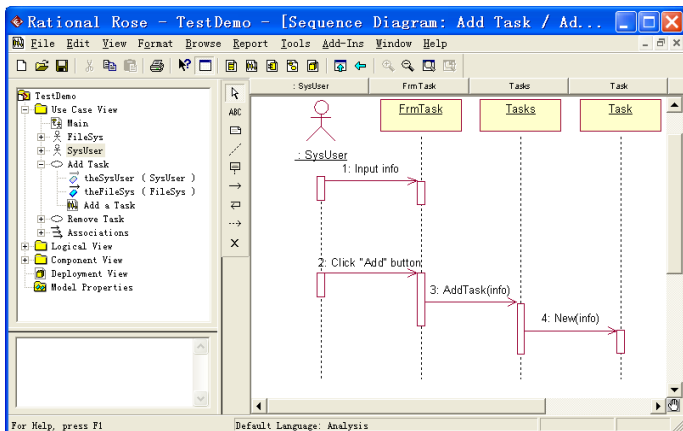 Rational Rose - TestDemo - [Sequence Diagram: Add Task / Ad...
File Edit View Format Browse Report Tools Add-Ins Window Help
: SysUser FrmTask Tasks Task
TestDemo
Use Case View
Main
FileSys
SysUser
Add Task
theSysUser ( SysUser )
theFileSys ( FileSys )
Add a Task
Remove Task
Associations
Logical View
Component View
Deployment View
Model Properties
ABC
FrmTask
Tasks
Task
: SysUser
1: Input info
2: Click "Add" button
3: AddTask(info)
4: New(info)
For Help, press F1
Default Language: Analysis